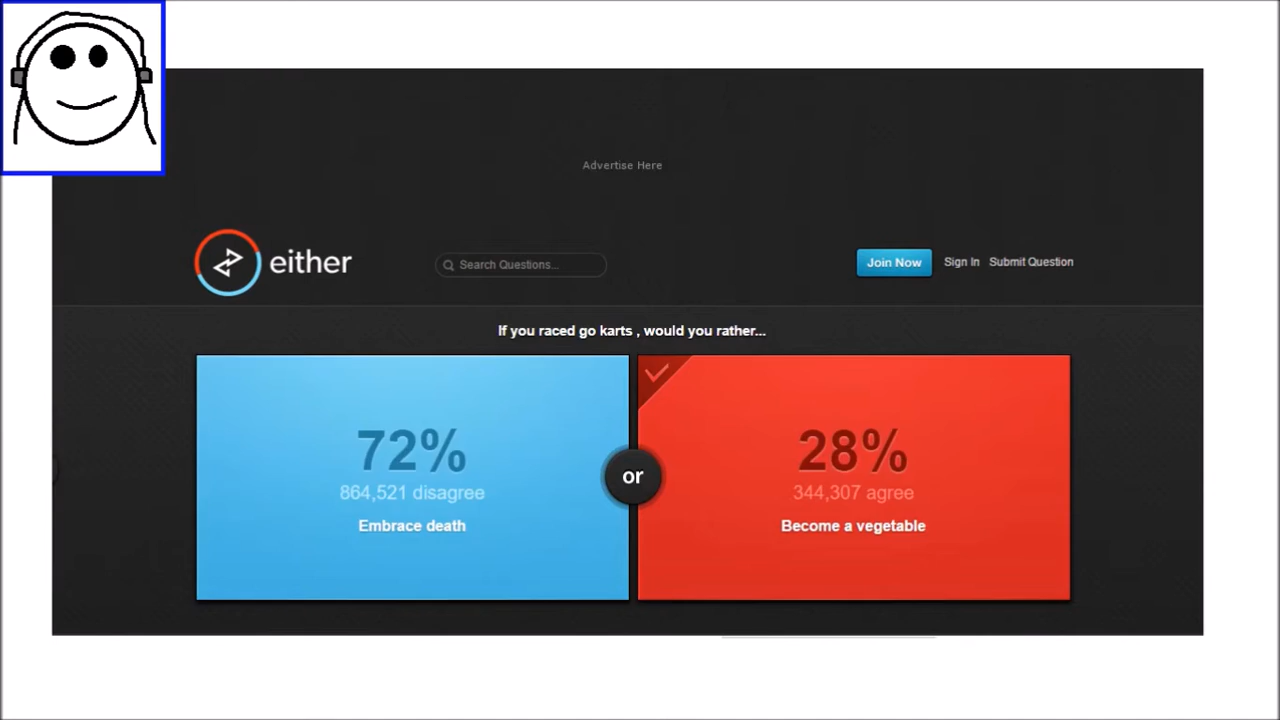 Advertise Here
either
Search Questions...
Join Now
Sign In
Submit Question
If you raced go karts , would you rather...
72%
864,521 disagree
Embrace death
or
28%
344,307 agree
Become a vegetable